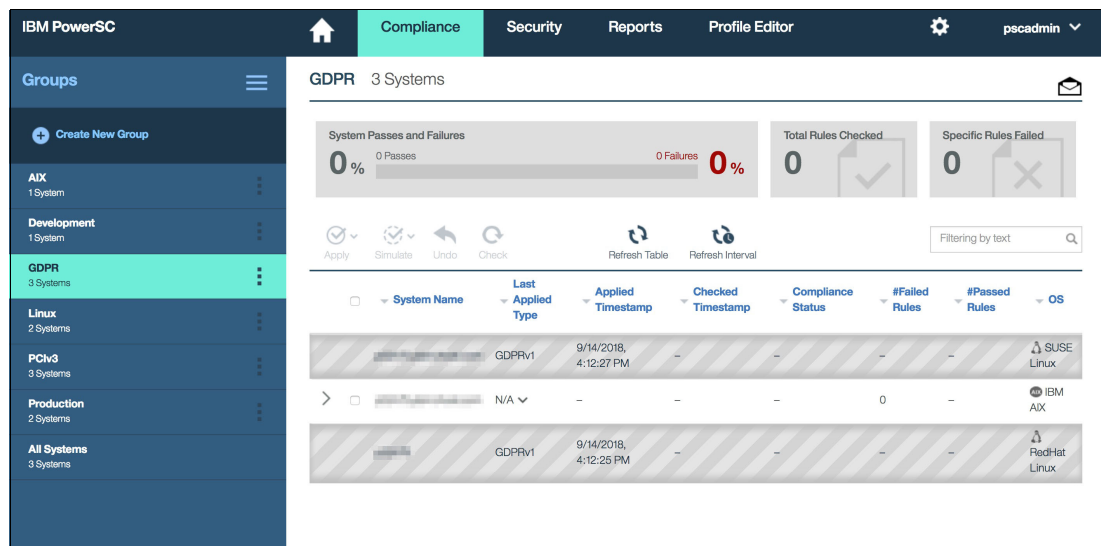 IBM PowerSC
Compliance
Security
Reports
Profile Editor
pscadmin
Groups
Create New Group
AIX
1 System
Development
1 System
GDPR
3 Systems
Linux
2 Systems
PCIv3
3 Systems
Production
2 Systems
All Systems
3 Systems
GDPR 3 Systems
System Passes and Failures
0 % 0 Passes 0 Failures 0 %
Total Rules Checked
0
Specific Rules Failed
0
Apply
Simulate
Undo
Check
Refresh Table
Refresh Interval
Filtering by text
System Name
Last
Applied
Type
Applied
Timestamp
Checked
Timestamp
Compliance
Status
#Failed
Rules
#Passed
Rules
OS
GDPRv1
9/14/2018,
4:12:27 PM
–
–
–
–
SUSE
Linux
N/A
–
–
–
0
–
AIX IBM
AIX
GDPRv1
9/14/2018,
4:12:25 PM
–
–
–
–
RedHat
Linux